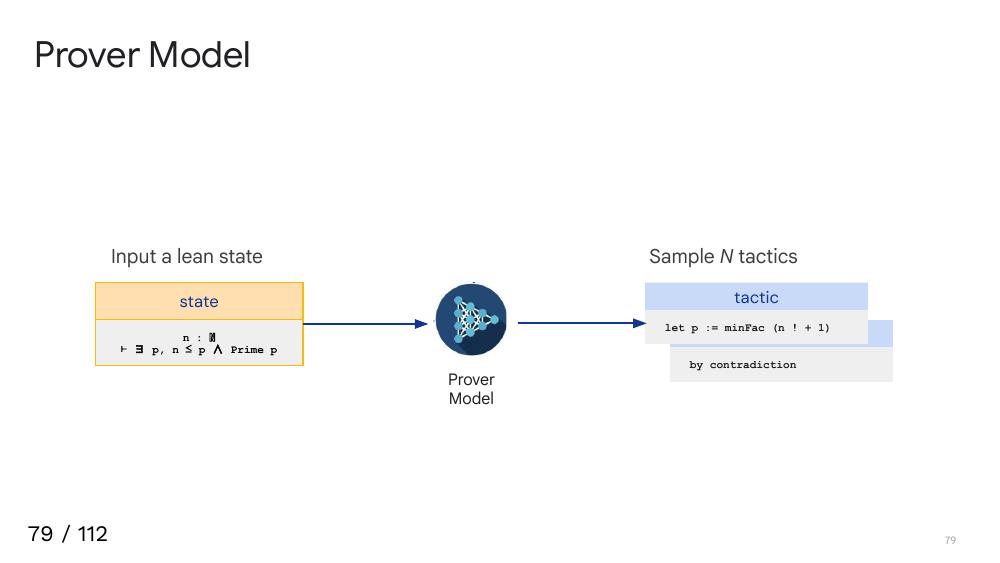 Prover Model
Input a lean state
state
n :
⊢ ∃ p, n ≤ p ∧ Prime p
Prover
Model
Sample N tactics
tactic
let p := minFac (n ! + 1)
by contradiction
79 / 112
79